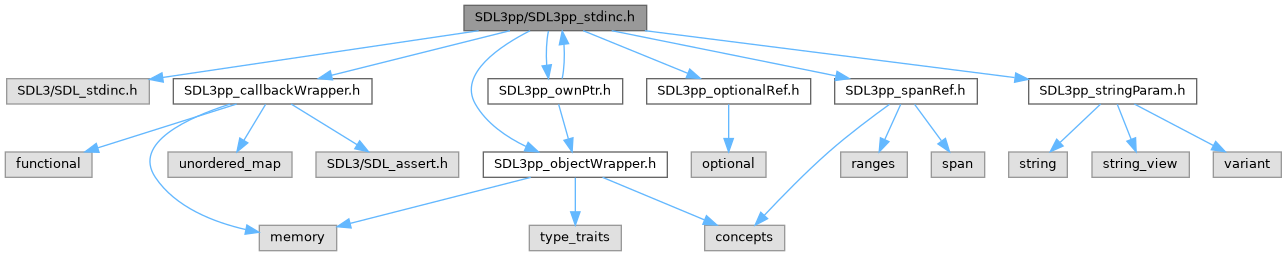 SDL3pp/SDL3pp_stdinc.h
SDL3/SDL_stdinc.h
SDL3pp_callbackWrapper.h
SDL3pp_ownPtr.h
SDL3pp_optionalRef.h
SDL3pp_spanRef.h
SDL3pp_stringParam.h
functional
unordered_map
SDL3/SDL_assert.h
SDL3pp_objectWrapper.h
optional
ranges
span
string
string_view
variant
memory
type_traits
concepts